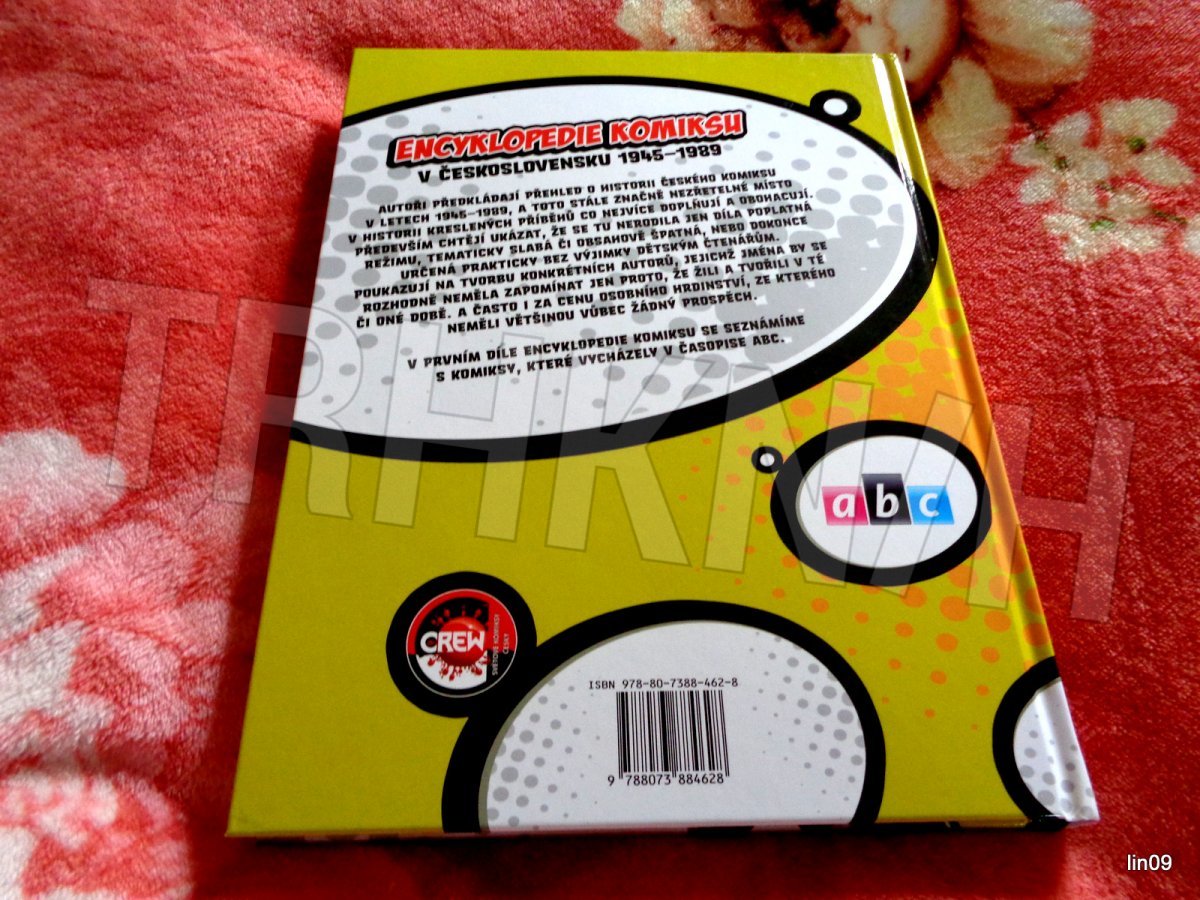 ENCYKLOPEDIE KOMIKSU
V ČESKOSLOVENSKU 1945–1989
AUTOŘI PŘEDKLÁDAJÍ PŘEHLED O HISTORII ČESKÉHO KOMIKSU
V LETECH 1945–1989, A TOTO STÁLE ZNAČNĚ NEZŘETELNÉ MÍSTO
V HISTORII KRESLENÝCH PŘÍBĚHŮ CO NEJVÍCE DOPLŇUJÍ A OBOHACUJÍ.
PŘEDEVŠÍM CHTĚJÍ UKÁZAT, ŽE SE TU NERODILA JEN DÍLA POPLATNÁ
REŽIMU, TEMATICKY SLABÁ ČI OBSAHOVĚ ŠPATNÁ, NEBO DOKONCE
URČENÁ PRAKTICKY BEZ VÝJIMKY DĚTSKÝM ČTENÁŘŮM.
POUKAZUJÍ NA TVORBU KONKRÉTNÍCH AUTORŮ, JEJICHŽ JMÉNA BY SE
ROZHODNĚ NEMĚLA ZAPOMÍNAT JEN PROTO, ŽE ŽILI A TVOŘILI V TÉ
ČI ONÉ DOBĚ. A ČASTO I ZA CENU OSOBNÍHO HRDINSTVÍ, ZE KTERÉHO
NEMĚLI VĚTŠINOU VŮBEC ŽÁDNÝ PROSPĚCH.
V PRVNÍM DÍLE ENCYKLOPEDIE KOMIKSU SE SEZNÁMÍME
S KOMIKSY, KTERÉ VYCHÁZELY V ČASOPISE ABC.
abc
CREW
SVĚTOVÉ KOMIKSY
ČESKY
ISBN 978-80-7388-462-8
9 788073 884628
TRHKNIH
lin09